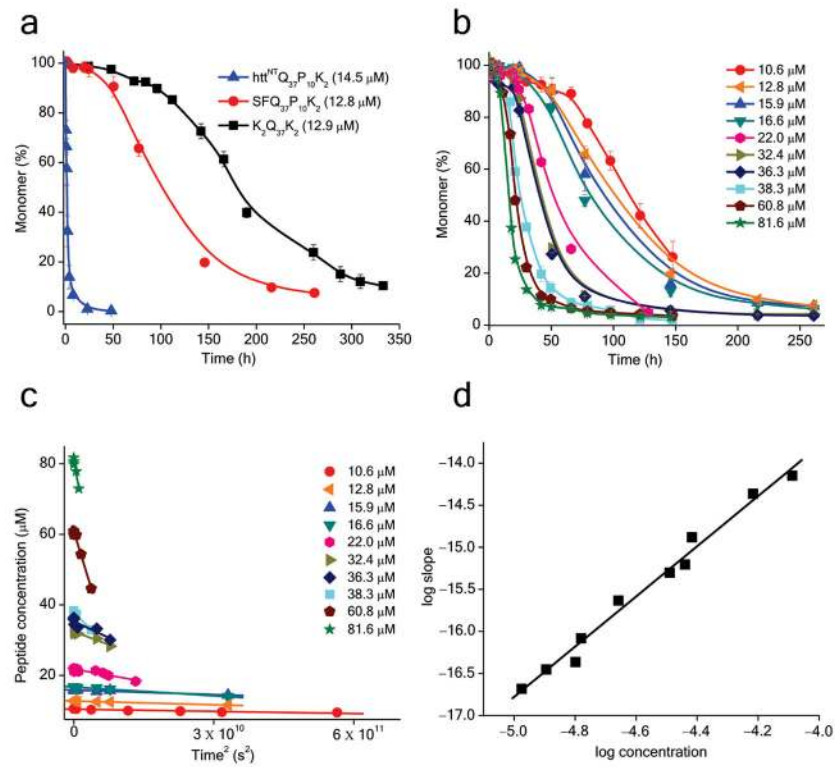 a
100
80
60
40
20
0
Monomer (%)
0 50 100 150 200 250 300 350
Time (h)
httNTQ37P10K2 (14.5 μM)
SFQ37P10K2 (12.8 μM)
K2Q37K2 (12.9 μM)
b
100
80
60
40
20
0
Monomer (%)
0 50 100 150 200 250
Time (h)
10.6 μM
12.8 μM
15.9 μM
16.6 μM
22.0 μM
32.4 μM
36.3 μM
38.3 μM
60.8 μM
81.6 μM
c
80
60
40
20
Peptide concentration (μM)
0 3 x 10^10 6 x 10^11
Time2 (s2)
10.6 μM
12.8 μM
15.9 μM
16.6 μM
22.0 μM
32.4 μM
36.3 μM
38.3 μM
60.8 μM
81.6 μM
d
−14.0
−14.5
−15.0
−15.5
−16.0
−16.5
−17.0
log slope
−5.0 −4.8 −4.6 −4.4 −4.2 −4.0
log concentration